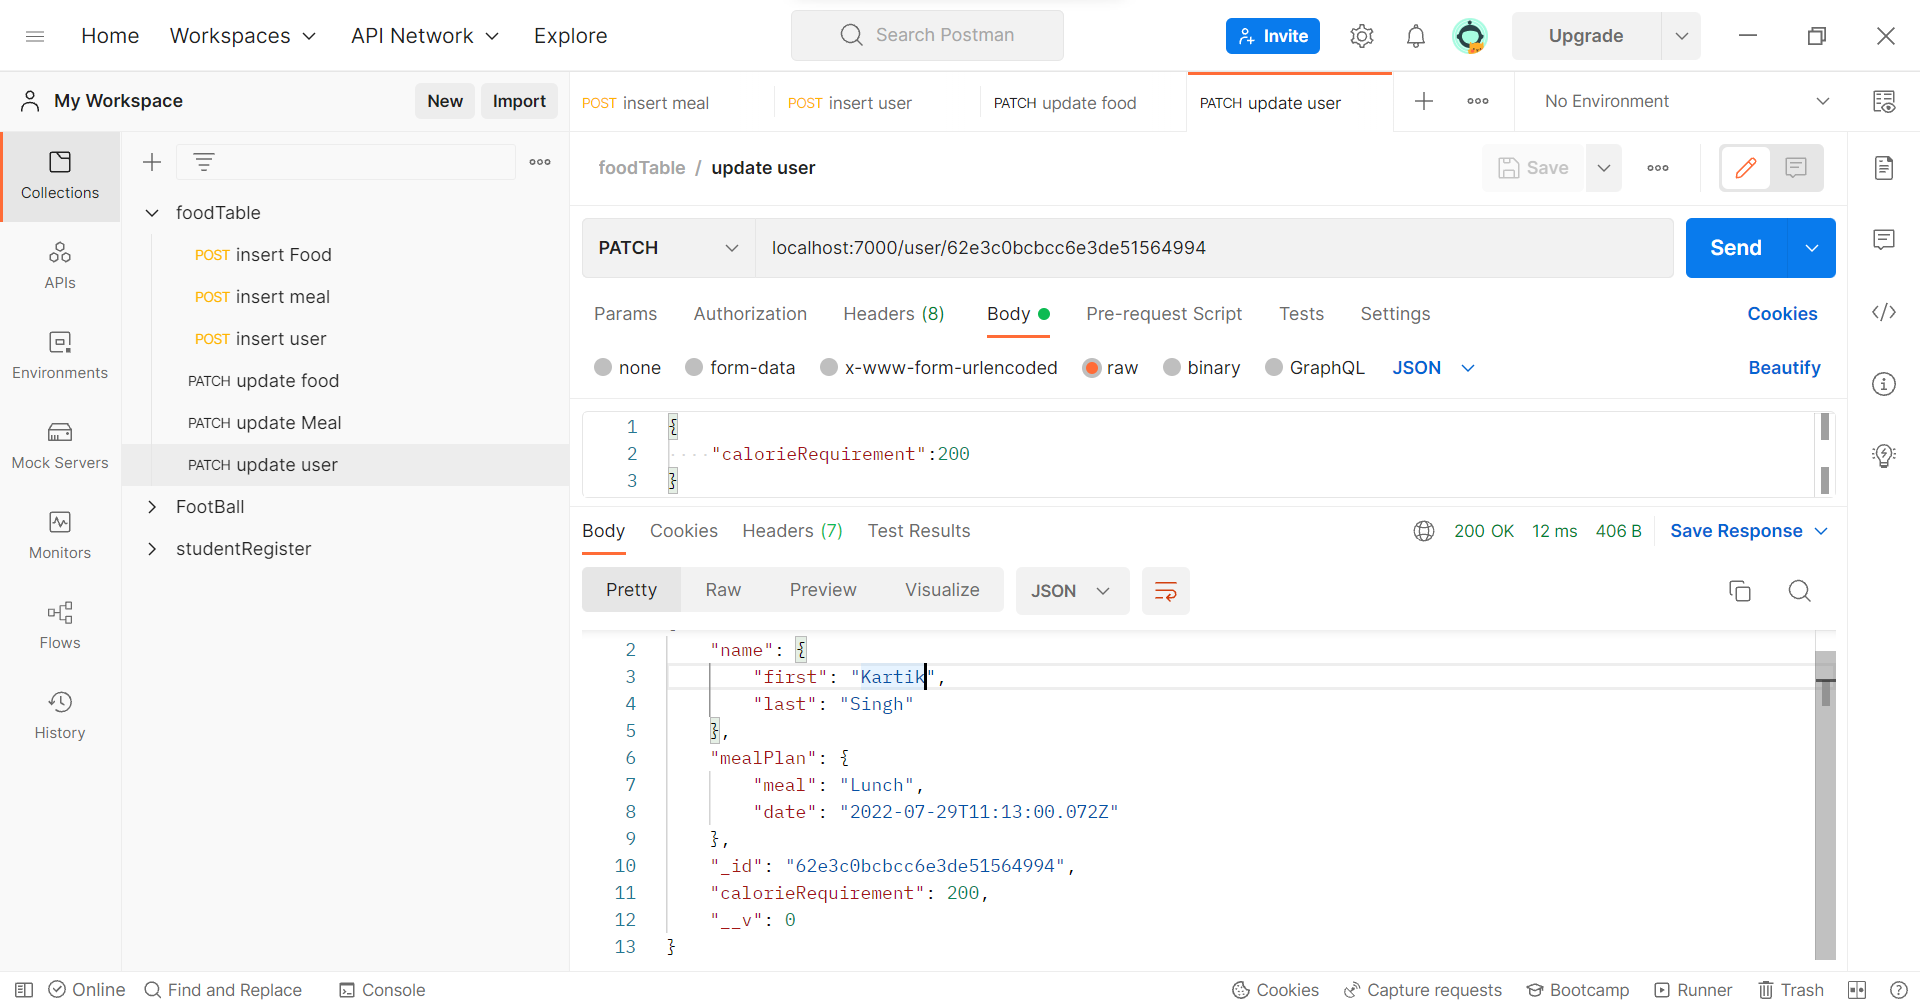 Home Workspaces API Network Explore Search Postman Invite Upgrade
My Workspace New Import POST insert meal POST insert user PATCH update food PATCH update user No Environment
Collections
APIs
Environments
Mock Servers
Monitors
Flows
History
foodTable
POST insert Food
POST insert meal
POST insert user
PATCH update food
PATCH update Meal
PATCH update user
FootBall
studentRegister
foodTable / update user Save
PATCH localhost:7000/user/62e3c0bcbcc6e3de51564994 Send
Params Authorization Headers (8) Body Pre-request Script Tests Settings Cookies
none form-data x-www-form-urlencoded raw binary GraphQL JSON Beautify
1 {
2 "calorieRequirement":200
3 }
Body Cookies Headers (7) Test Results 200 OK 12 ms 406 B Save Response
Pretty Raw Preview Visualize JSON
2 "name": {
3 "first": "Kartik",
4 "last": "Singh"
5 },
6 "mealPlan": {
7 "meal": "Lunch",
8 "date": "2022-07-29T11:13:00.072Z"
9 },
10 "_id": "62e3c0bcbcc6e3de51564994",
11 "calorieRequirement": 200,
12 "__v": 0
13 }
Online Find and Replace Console Cookies Capture requests Bootcamp Runner Trash